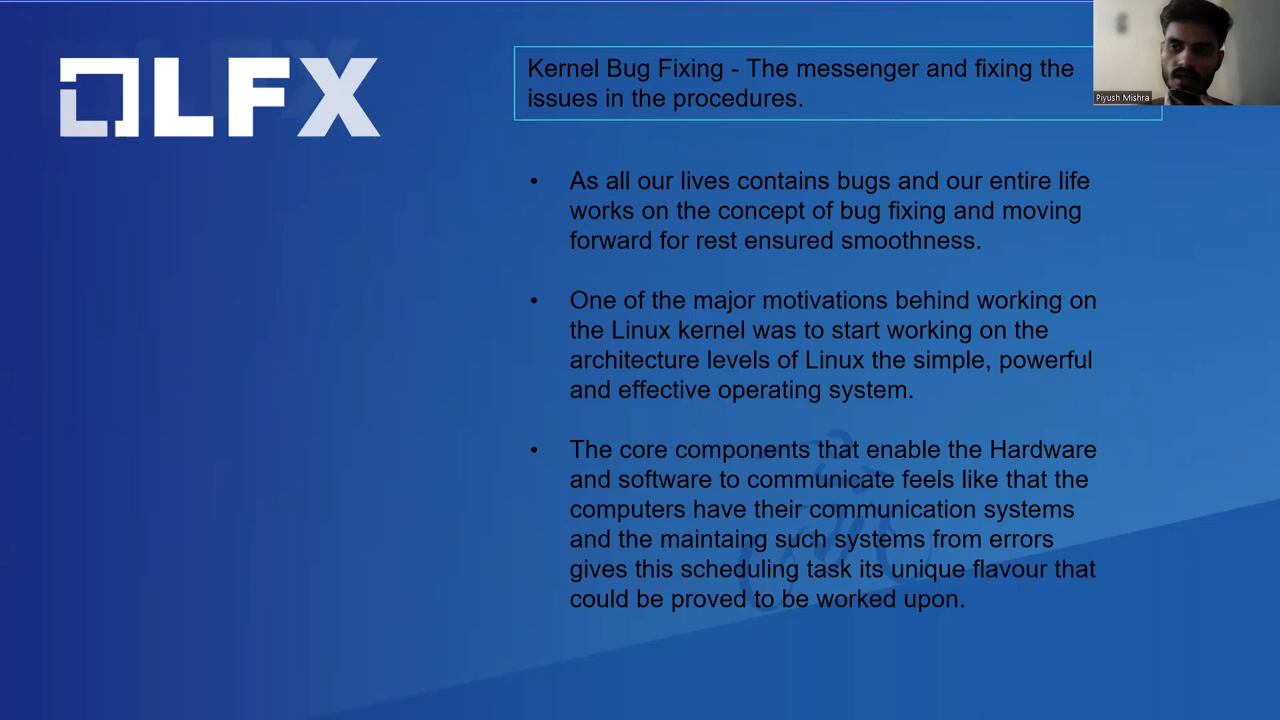 LFX
Kernel Bug Fixing - The messenger and fixing the
issues in the procedures.
Piyush Mishra
• As all our lives contains bugs and our entire life
works on the concept of bug fixing and moving
forward for rest ensured smoothness.
• One of the major motivations behind working on
the Linux kernel was to start working on the
architecture levels of Linux the simple, powerful
and effective operating system.
• The core components that enable the Hardware
and software to communicate feels like that the
computers have their communication systems
and the maintaing such systems from errors
gives this scheduling task its unique flavour that
could be proved to be worked upon.